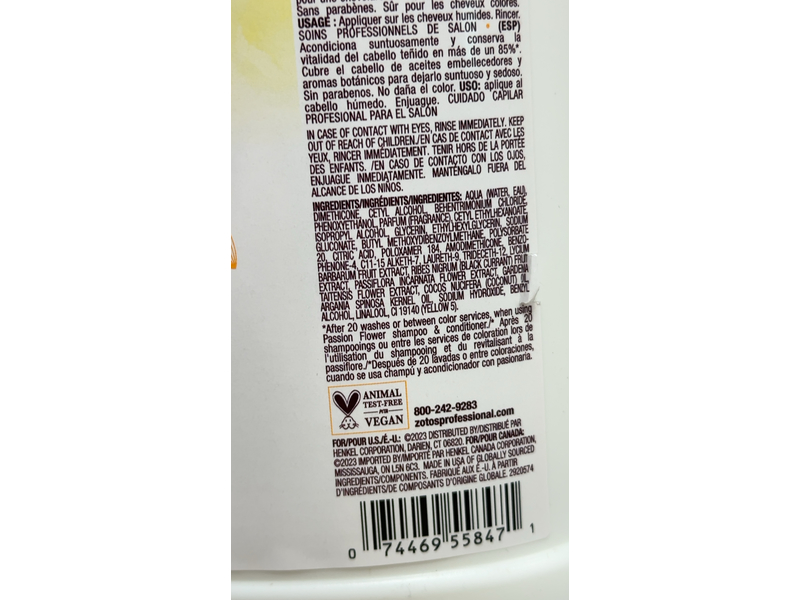 Sans parabènes. Sûr pour les cheveux colorés.
USAGE : Appliquer sur les cheveux humides. Rincer.
SOINS PROFESSIONNELS DE SALON • (ESP)
Acondiciona suntuosamente y conserva la
vitalidad del cabello teñido en más de un 85%*.
Cubre el cabello de aceites embellecedores y
aromas botánicos para dejarlo suntuoso y sedoso.
Sin parabenos. No daña el color. USO: aplique al
cabello húmedo. Enjuague. CUIDADO CAPILAR
PROFESIONAL PARA EL SALÓN
IN CASE OF CONTACT WITH EYES, RINSE IMMEDIATELY. KEEP
OUT OF REACH OF CHILDREN./EN CAS DE CONTACT AVEC LES
YEUX, RINCER IMMÉDIATEMENT. TENIR HORS DE LA PORTÉE
DES ENFANTS. /EN CASO DE CONTACTO CON LOS OJOS,
ENJUAGUE INMEDIATAMENTE. MANTÉNGALO FUERA DEL
ALCANCE DE LOS NIÑOS.
INGREDIENTS/INGRÉDIENTS/INGREDIENTES: AQUA (WATER, EAU),
DIMETHICONE, CETYL ALCOHOL, BEHENTRIMONIUM CHLORIDE,
PHENOXYETHANOL, PARFUM (FRAGRANCE), CETYL ETHYLHEXANOATE,
ISOPROPYL ALCOHOL, GLYCERIN, ETHYLHEXYLGLYCERIN, SODIUM
GLUCONATE, BUTYL METHOXYDIBENZOYLMETHANE, POLYSORBATE
20, CITRIC ACID, POLOXAMER 184, AMODIMETHICONE, BENZO-
PHENONE-4, C11-15 ALKETH-7, LAURETH-9, TRIDECETH-12, LYCIUM
BARBARUM FRUIT EXTRACT, RIBES NIGRUM (BLACK CURRANT) FRUIT
EXTRACT, PASSIFLORA INCARNATA FLOWER EXTRACT, GARDENIA
TAITENSIS FLOWER EXTRACT, COCOS NUCIFERA (COCONUT) OIL,
ARGANIA SPINOSA KERNEL OIL, SODIUM HYDROXIDE, BENZYL
ALCOHOL, LINALOOL, CI 19140 (YELLOW 5).
*After 20 washes or between color services, when using
Passion Flower shampoo & conditioner./* Après 20
shampooings ou entre les services de coloration lors de
l'utilisation du shampooing et du revitalisant à la
passiflore./*Después de 20 lavadas o entre coloraciones,
cuando se usa champú y acondicionador con pasionaria.
ANIMAL
TEST-FREE
PETA
VEGAN
800-242-9283
zotosprofessional.com
FOR/POUR U.S./É.-U.: ©2023 DISTRIBUTED BY/DISTRIBUÉ PAR
HENKEL CORPORATION, DARIEN, CT 06820. FOR/POUR CANADA:
©2023 IMPORTED BY/IMPORTÉ PAR HENKEL CANADA CORPORATION,
MISSISSAUGA, ON L5N 6C3. MADE IN USA OF GLOBALLY SOURCED
INGREDIENTS/COMPONENTS. FABRIQUÉ AUX É.-U. À PARTIR
D'INGRÉDIENTS/DE COMPOSANTS D'ORIGINE GLOBALE. 2920574
0 74469 55847 1